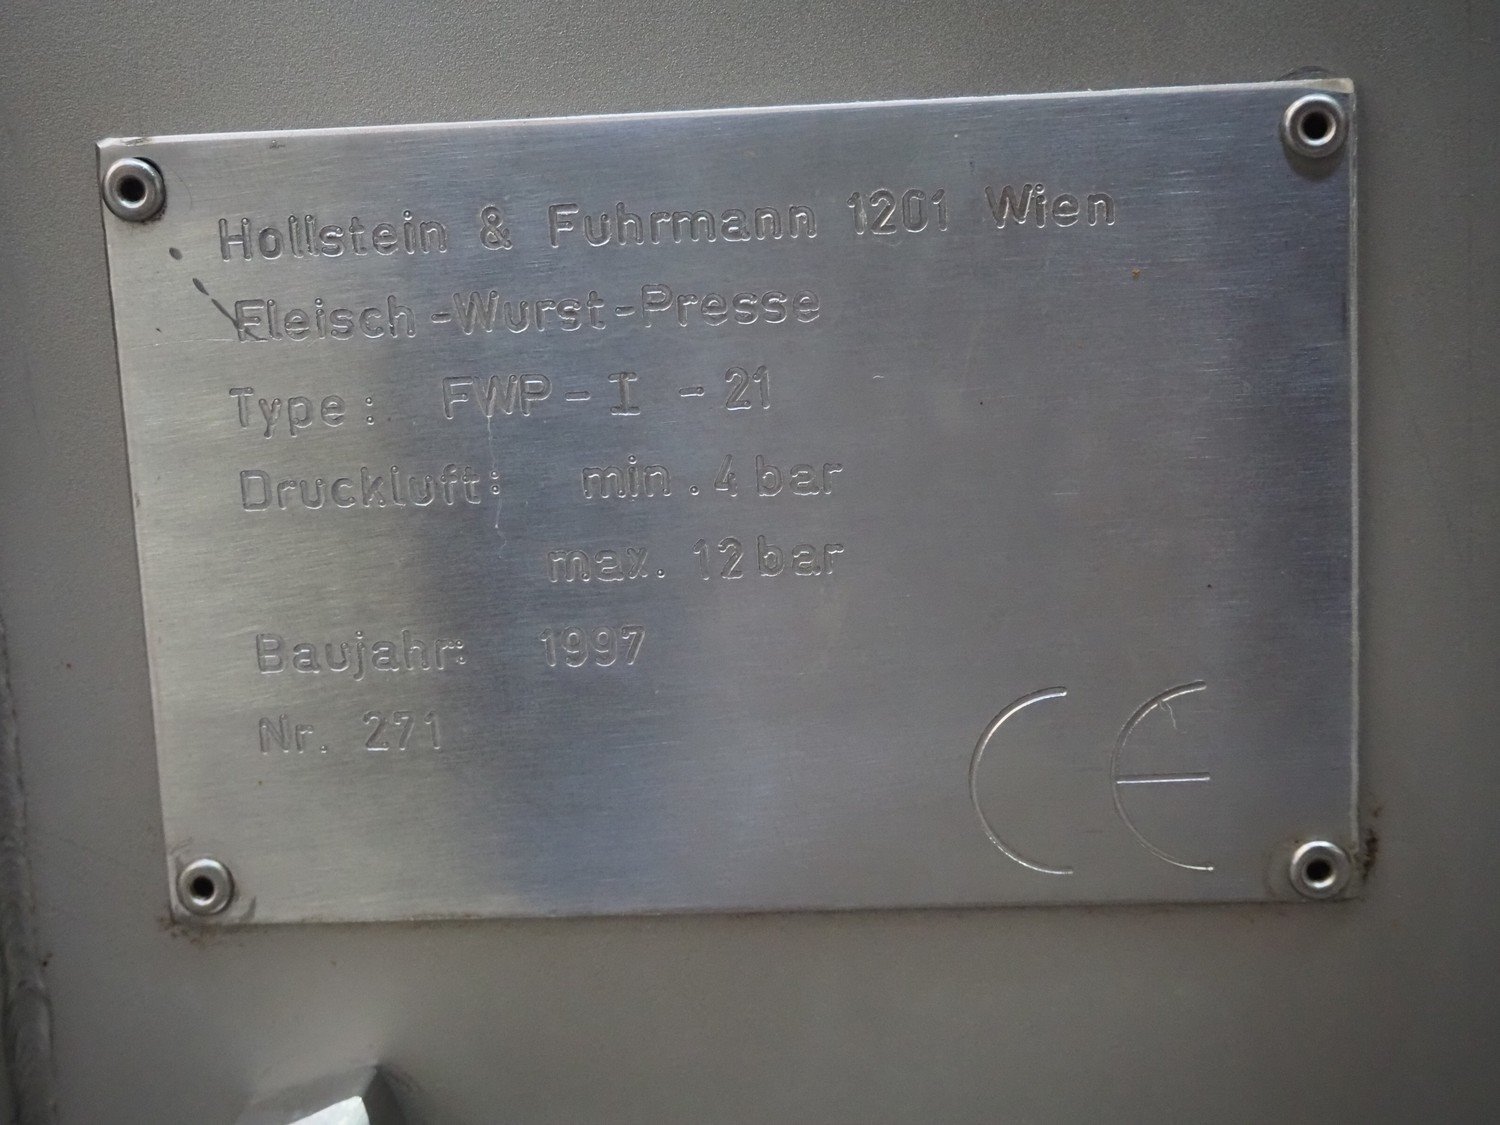 Hollstein & Fuhrmann 1201 Wien
Fleisch-Wurst-Presse
Type: FWP-I-21
Druckluft: min. 4 bar
max. 12 bar
Baujahr: 1997
Nr. 271
CE